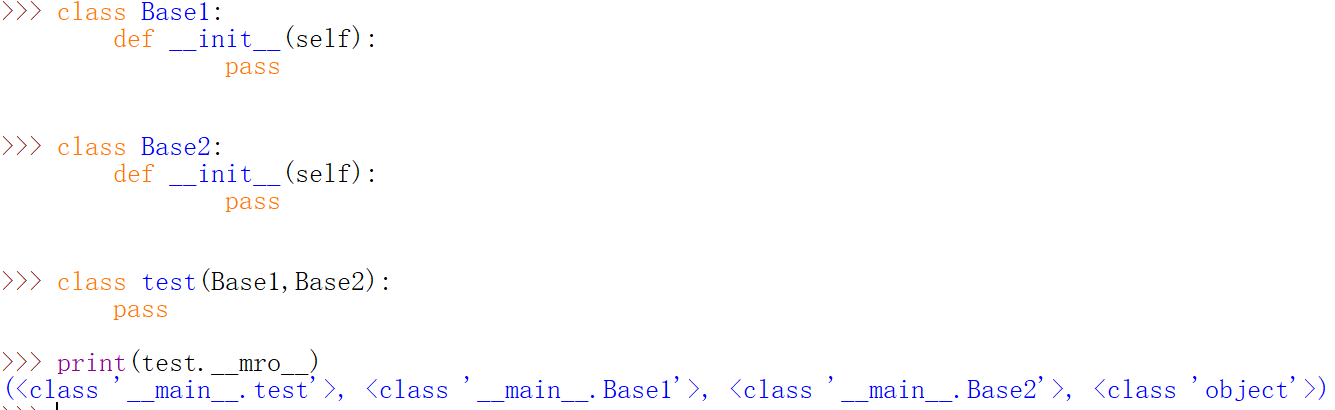 >>> class Base1:
        def __init__(self):
                pass
>>> class Base2:
        def __init__(self):
                pass
>>> class test(Base1,Base2):
        pass
>>> print(test.__mro__)
(<class '__main__.test'>, <class '__main__.Base1'>, <class '__main__.Base2'>, <class 'object'>)
>>>